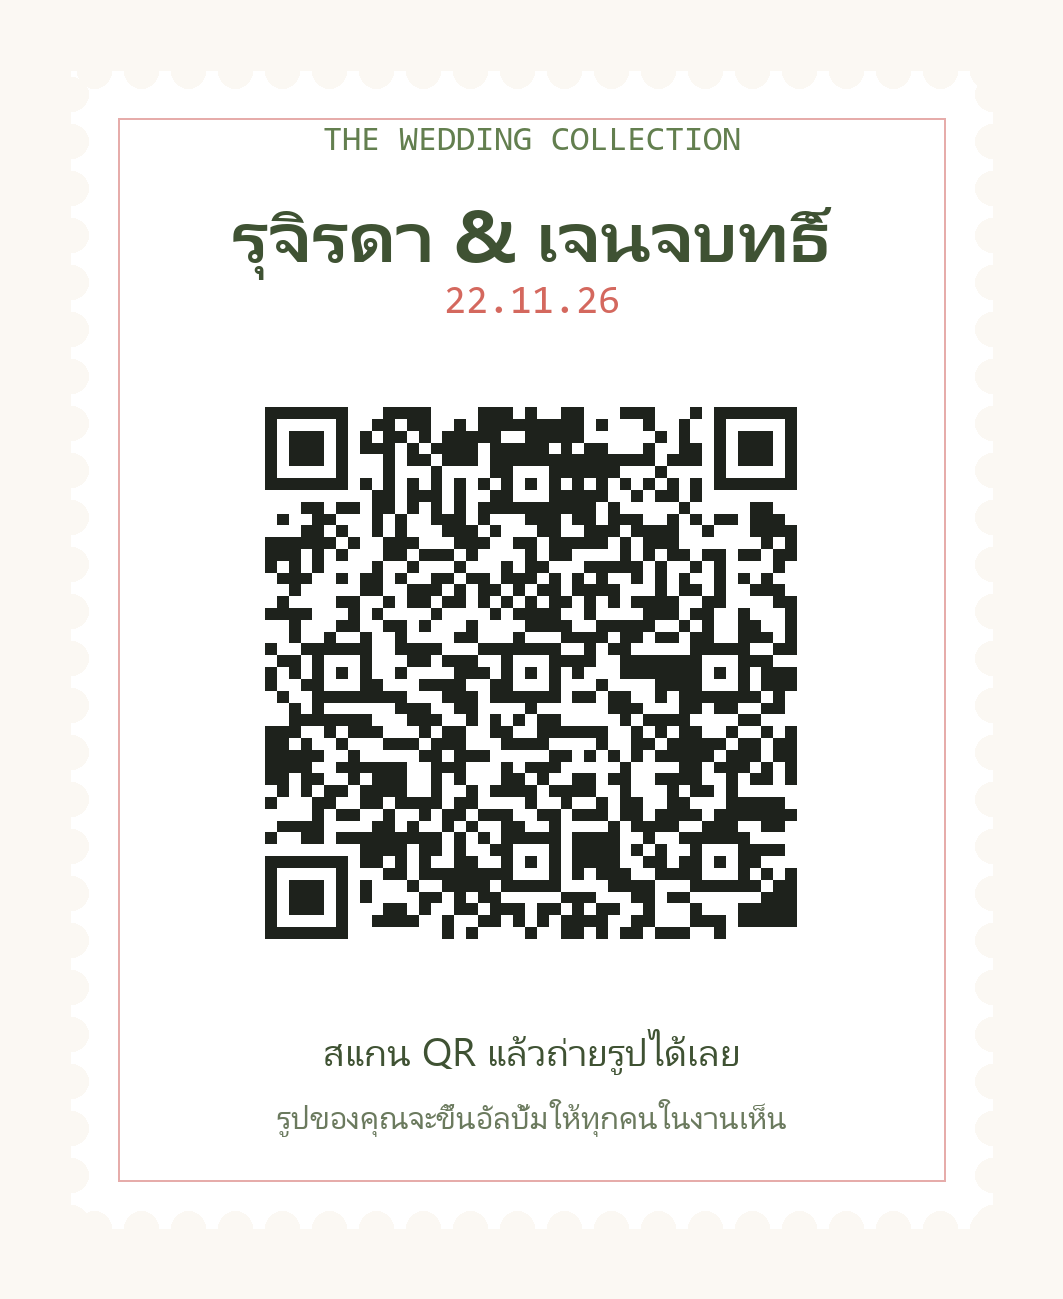 THE WEDDING COLLECTION
รุจิรดา & เจนจบทธิ์
22.11.26
สแกน QR แล้วถ่ายรูปได้เลย
รูปของคุณจะขึ้นอัลบั้มให้ทุกคนในงานเห็น